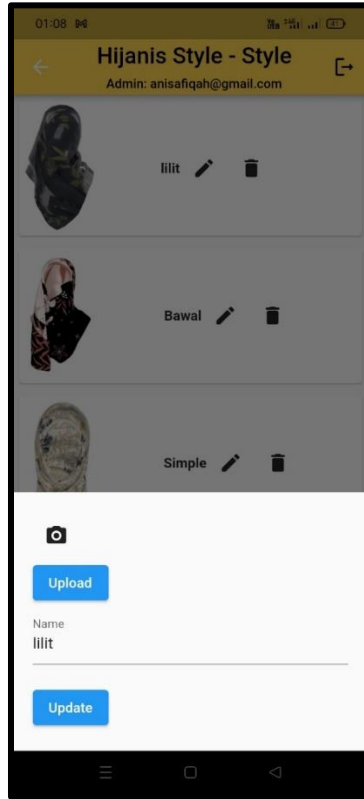 01:08
Hijanis Style - Style
Admin: anisafiqah@gmail.com
lilit
Bawal
Simple
Upload
Name
lilit
Update